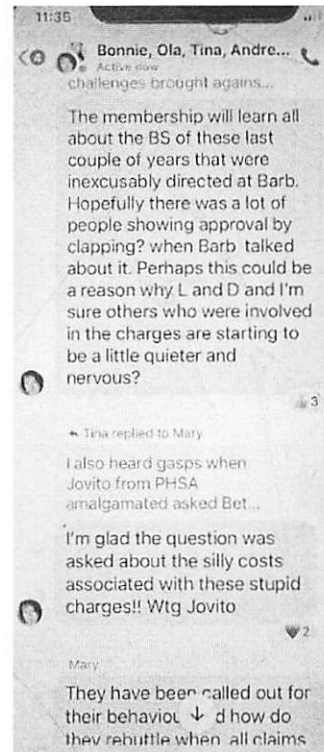 11:35
Bonnie, Ola, Tina, Andre...
Active now
challenges brought agains...
The membership will learn all
about the BS of these last
couple of years that were
inexcusably directed at Barb.
Hopefully there was a lot of
people showing approval by
clapping? when Barb talked
about it. Perhaps this could be
a reason why L and D and I'm
sure others who were involved
in the charges are starting to
be a little quieter and
nervous?
3
Tina replied to Mary
I also heard gasps when
Jovito from PHSA
amalgamated asked Bet...
I'm glad the question was
asked about the silly costs
associated with these stupid
charges!! Wtg Jovito
2
Mary
They have been called out for
their behaviou d how do
they rebuttle when all claims